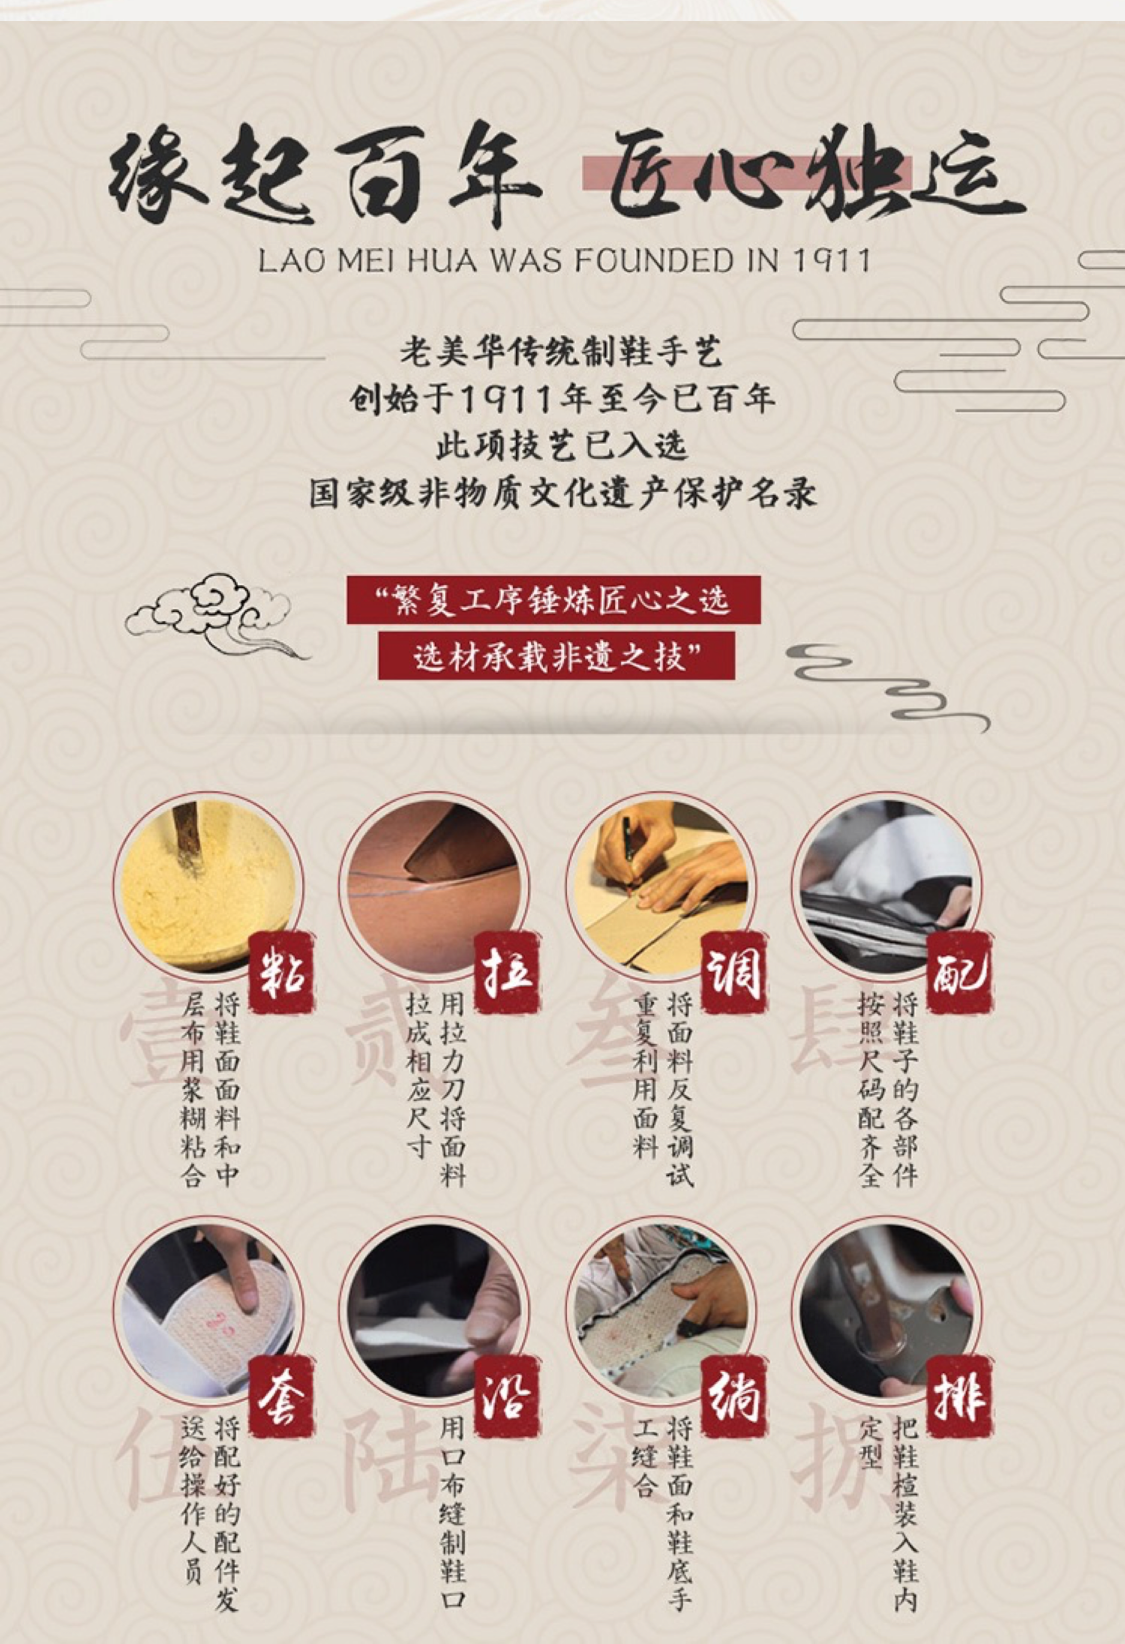 缘起百年 匠心独运
LAO MEI HUA WAS FOUNDED IN 1911
老美华传统制鞋手艺
创始于1911年至今已百年
此项技艺已入选
国家级非物质文化遗产保护名录
“繁复工序锤炼匠心之选
选材承载非遗之技”
粘
壹
将鞋面面料和中
层布用浆糊粘合
拉
贰
用拉力刀将面料
拉成相应尺寸
调
叁
将面料反复调试
重复利用面料
配
肆
将鞋子的各部件
按照尺码配齐全
套
伍
将配好的配件发
送给操作人员
沿
陆
用口布缝制鞋口
绱
柒
将鞋面和鞋底手
工缝合
排
捌
把鞋楦装入鞋内
定型